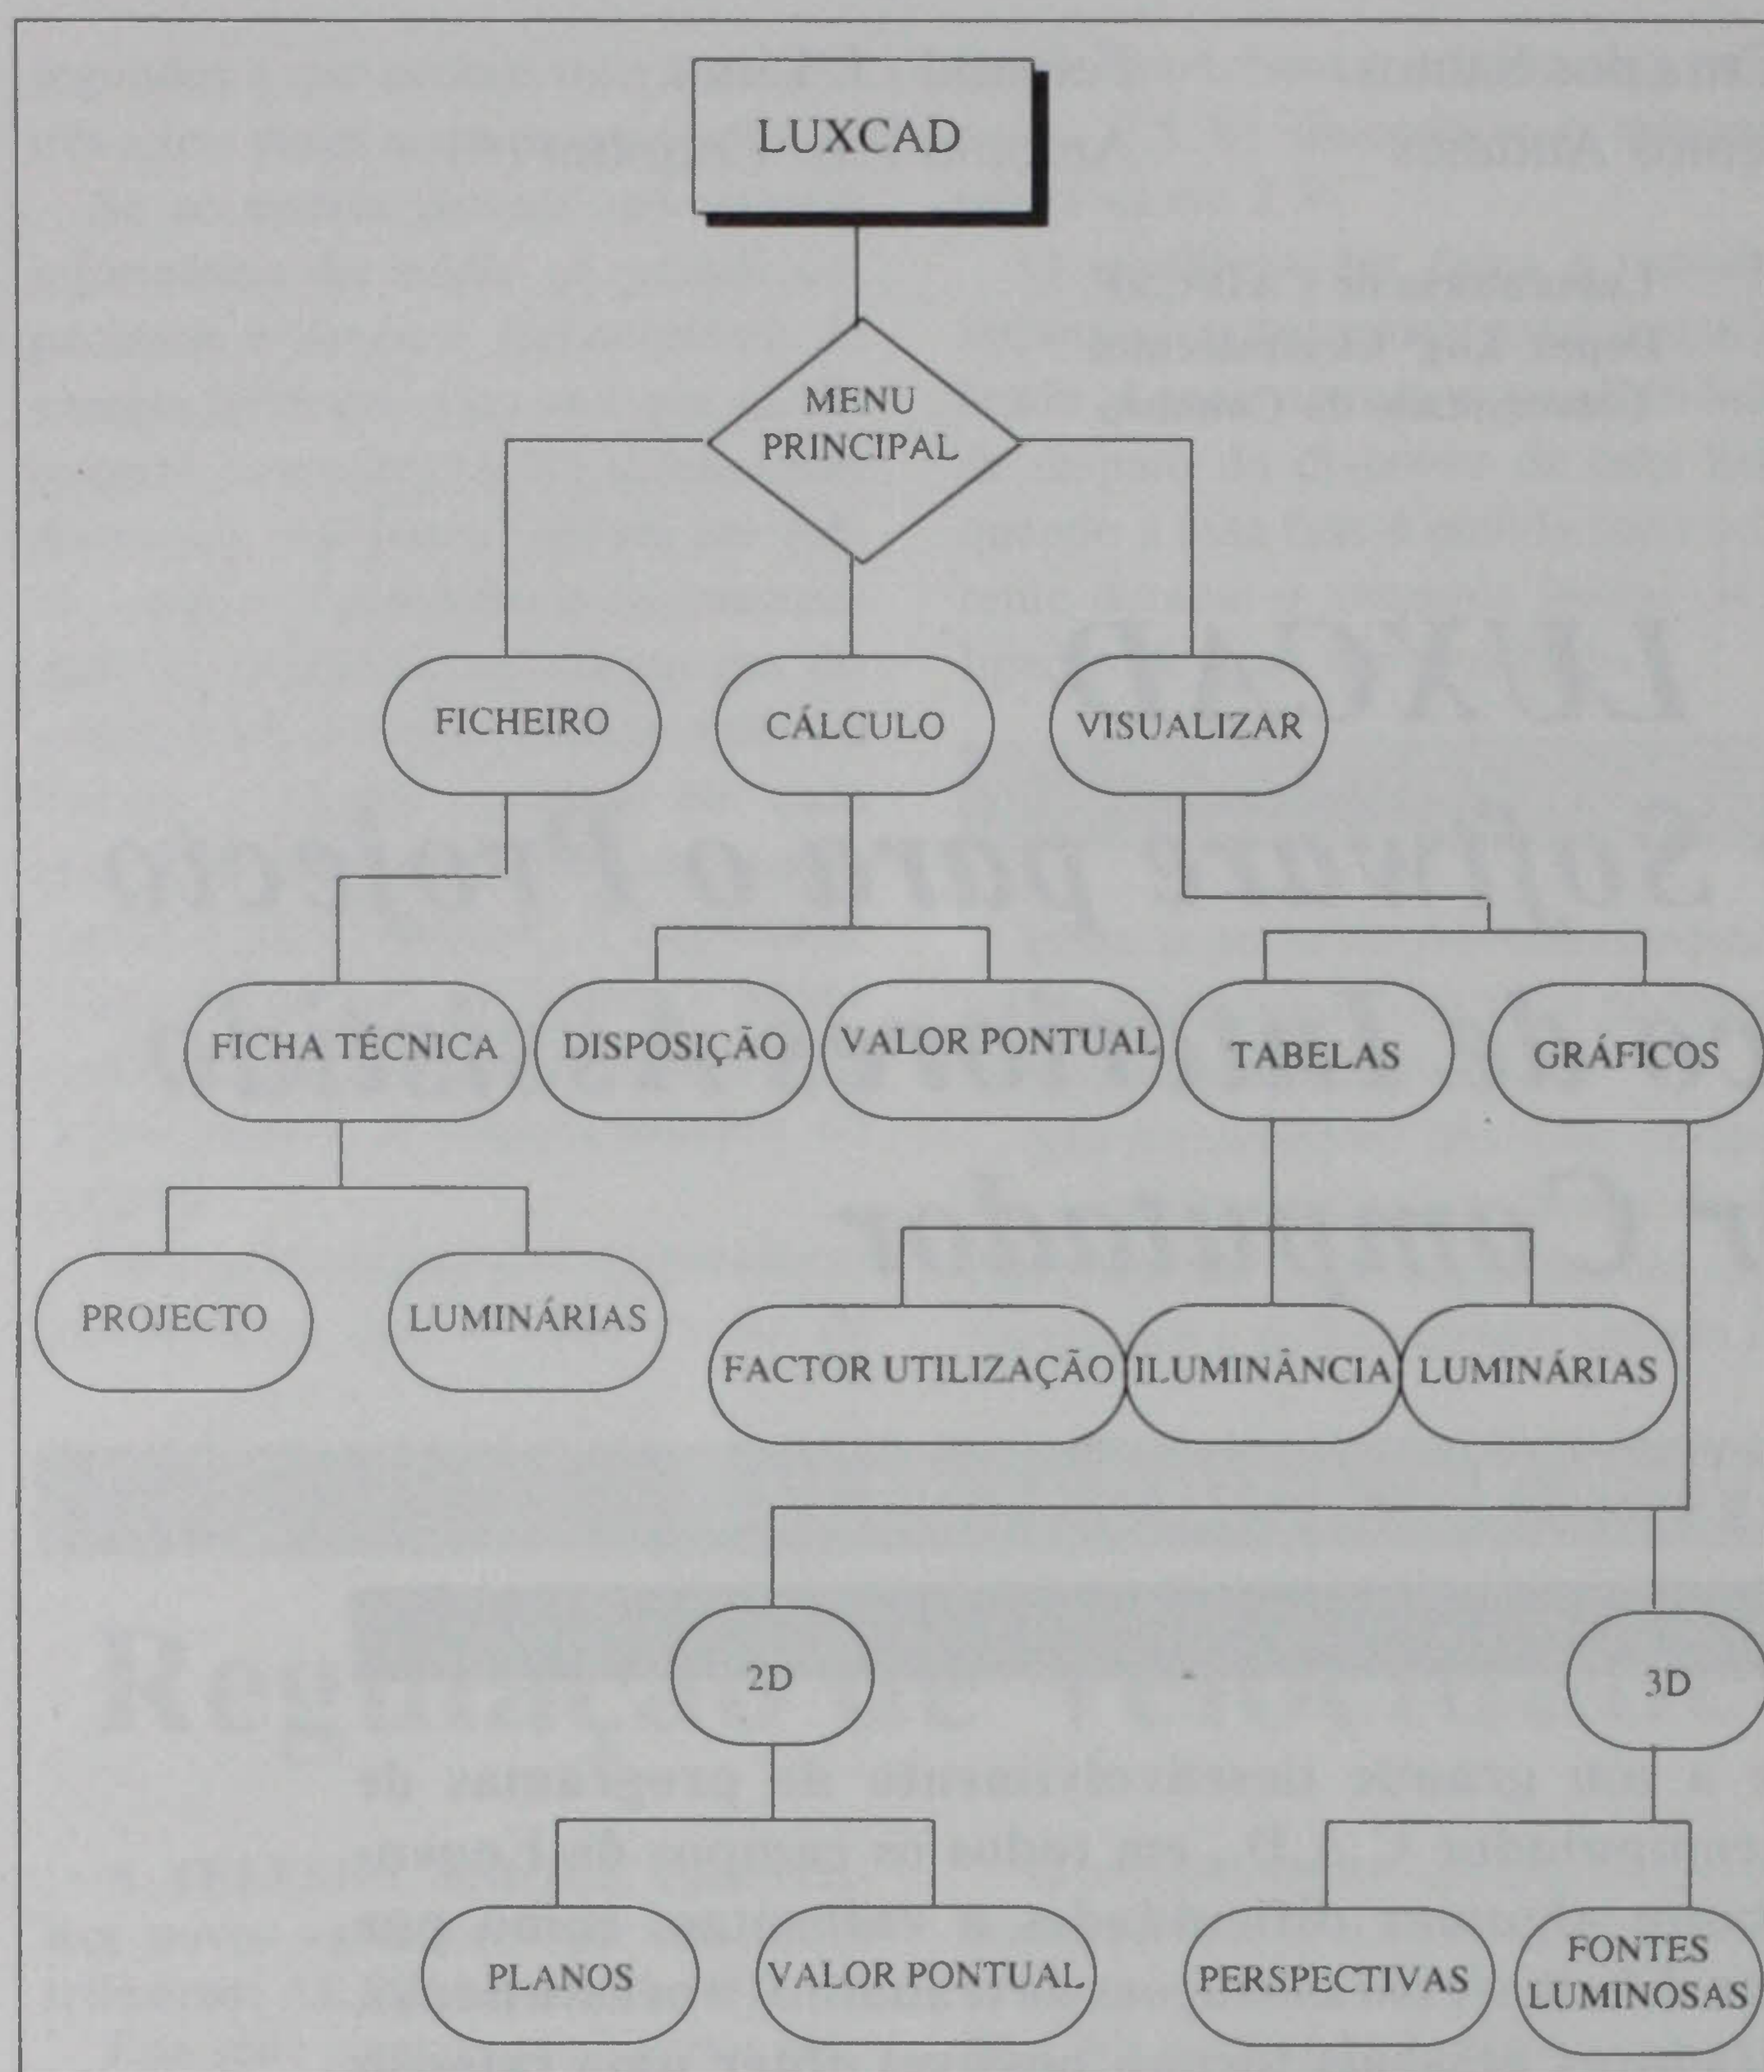 LUXCAD
MENU
PRINCIPAL
FICHEIRO
CÁLCULO
VISUALIZAR
FICHA TÉCNICA
DISPOSIÇÃO
VALOR PONTUAL
TABELAS
GRÁFICOS
PROJECTO
LUMINÁRIAS
FACTOR UTILIZAÇÃO
ILUMINÂNCIA
LUMINÁRIAS
2D
3D
PLANOS
VALOR PONTUAL
PERSPECTIVAS
FONTES
LUMINOSAS